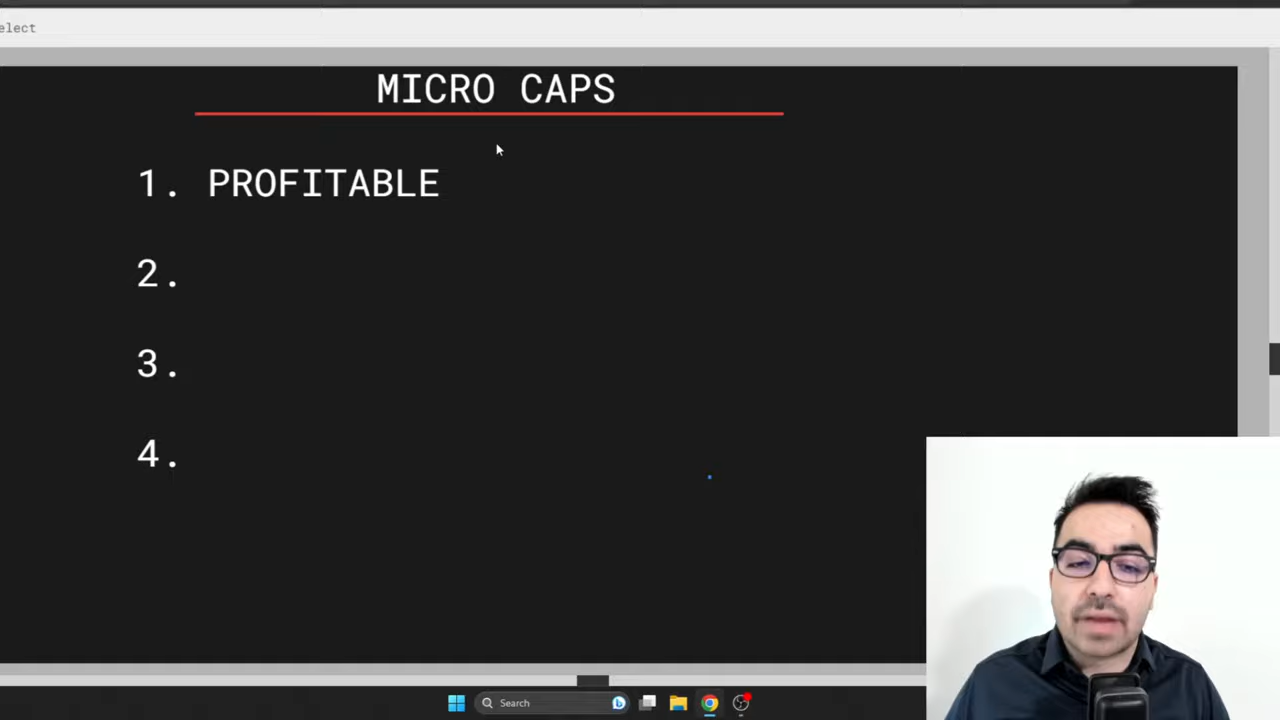 elect
MICRO CAPS
1. PROFITABLE
2.
3.
4.
Search